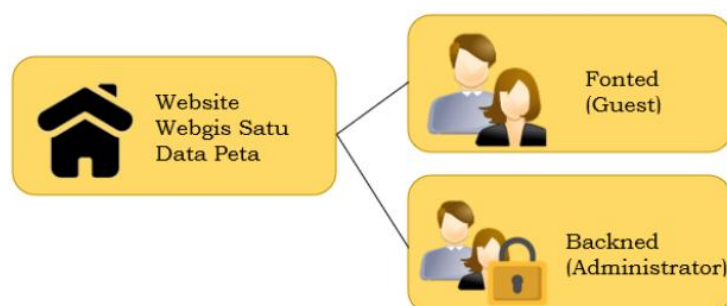 Website
Webgis Satu
Data Peta
Fonted
(Guest)
Backned
(Administrator)